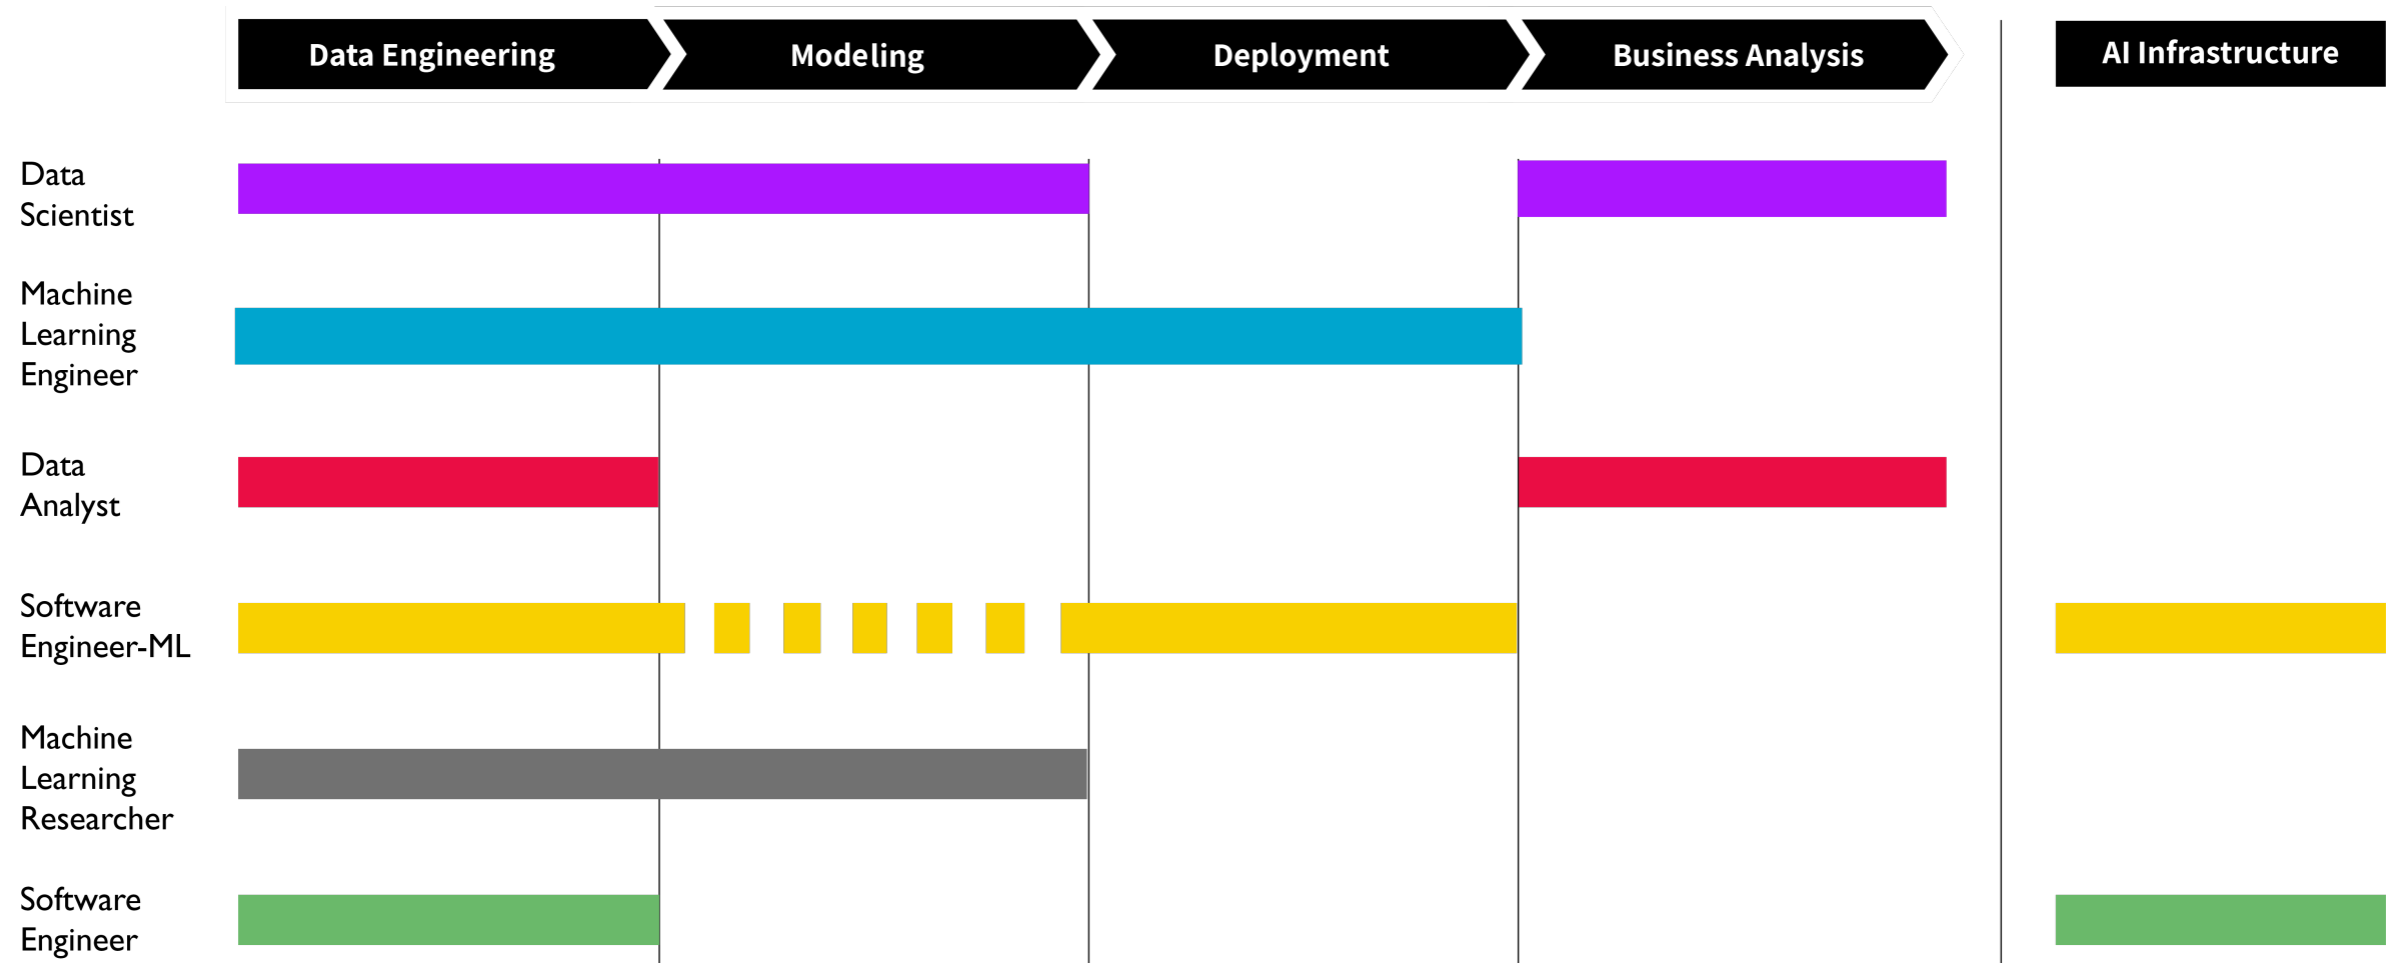 Data Engineering
Modeling
Deployment
Business Analysis
AI Infrastructure
Data
Scientist
Machine
Learning
Engineer
Data
Analyst
Software
Engineer-ML
Machine
Learning
Researcher
Software
Engineer